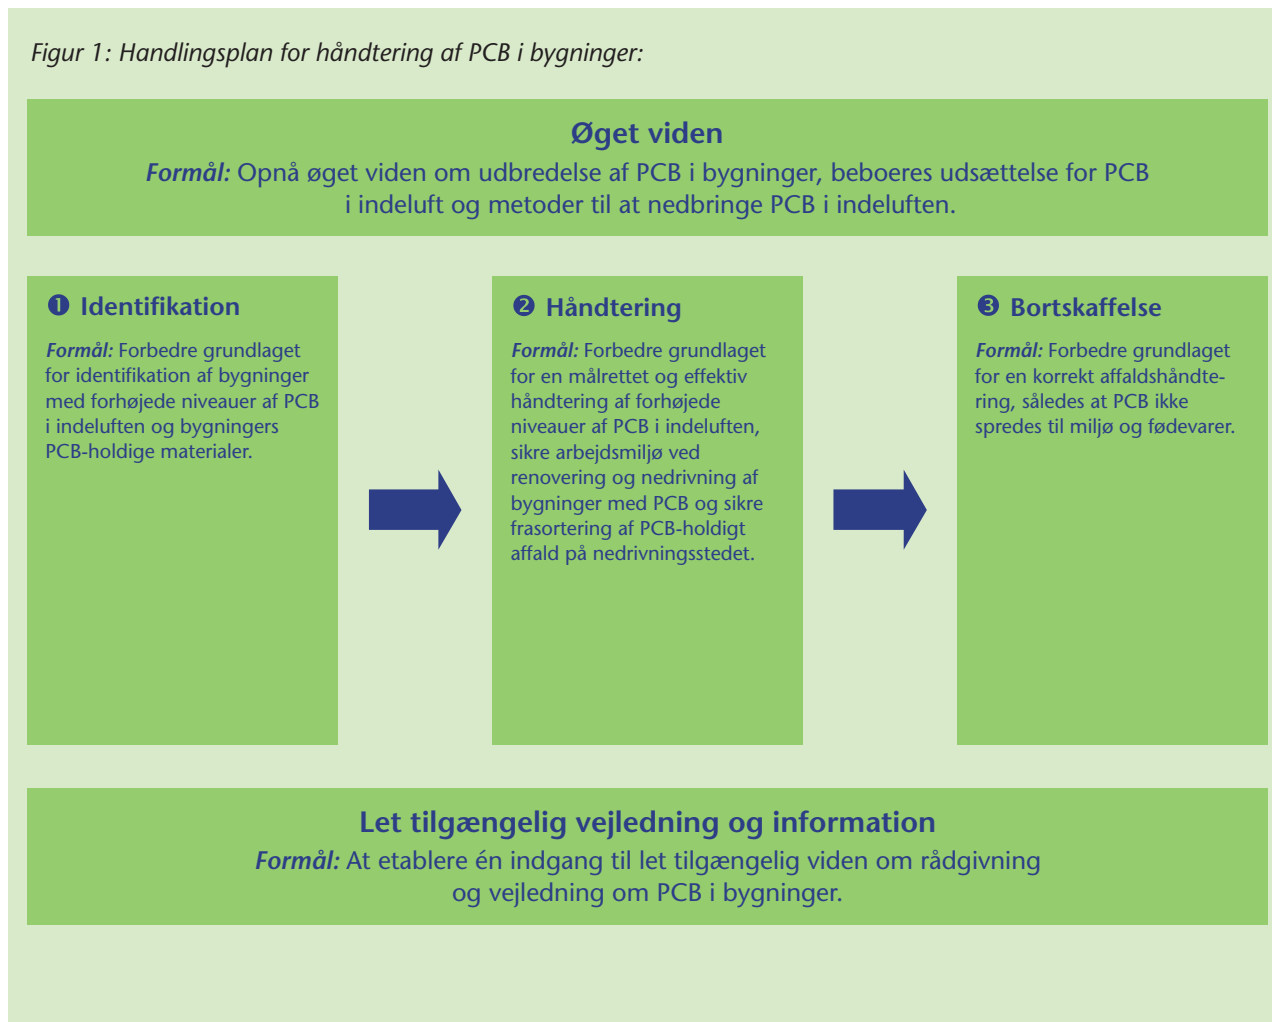 Figur 1: Handlingsplan for håndtering af PCB i bygninger:
Øget viden
Formål: Opnå øget viden om udbredelse af PCB i bygninger, beboeres udsættelse for PCB
i indeluft og metoder til at nedbringe PCB i indeluften.
❶ Identifikation
Formål: Forbedre grundlaget
for identifikation af bygninger
med forhøjede niveauer af PCB
i indeluften og bygningers
PCB-holdige materialer.
❷ Håndtering
Formål: Forbedre grundlaget
for en målrettet og effektiv
håndtering af forhøjede
niveauer af PCB i indeluften,
sikre arbejdsmiljø ved
renovering og nedrivning af
bygninger med PCB og sikre
frasortering af PCB-holdigt
affald på nedrivningsstedet.
❸ Bortskaffelse
Formål: Forbedre grundlaget
for en korrekt affaldshåndte-
ring, således at PCB ikke
spredes til miljø og fødevarer.
Let tilgængelig vejledning og information
Formål: At etablere én indgang til let tilgængelig viden om rådgivning
og vejledning om PCB i bygninger.